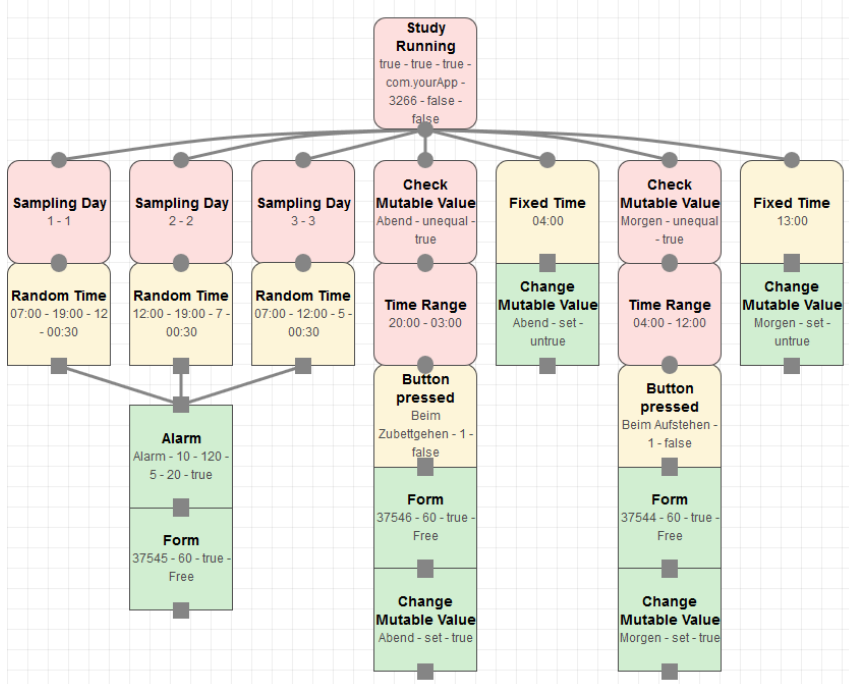 Study
Running
true - true - true -
com.yourApp -
3266 - false -
false
Sampling Day
1 - 1
Sampling Day
2 - 2
Sampling Day
3 - 3
Check
Mutable Value
Abend - unequal -
true
Fixed Time
04:00
Check
Mutable Value
Morgen - unequal
- true
Fixed Time
13:00
Random Time
07:00 - 19:00 - 12
- 00:30
Random Time
12:00 - 19:00 - 7 -
00:30
Random Time
07:00 - 12:00 - 5 -
00:30
Time Range
20:00 - 03:00
Change
Mutable Value
Abend - set -
untrue
Time Range
04:00 - 12:00
Change
Mutable Value
Morgen - set -
untrue
Alarm
Alarm - 10 - 120 -
5 - 20 - true
Form
37545 - 60 - true -
Free
Button
pressed
Beim
Zubettgehen - 1 -
false
Form
37546 - 60 - true -
Free
Change
Mutable Value
Abend - set - true
Button
pressed
Beim Aufstehen -
1 - false
Form
37544 - 60 - true -
Free
Change
Mutable Value
Morgen - set - true